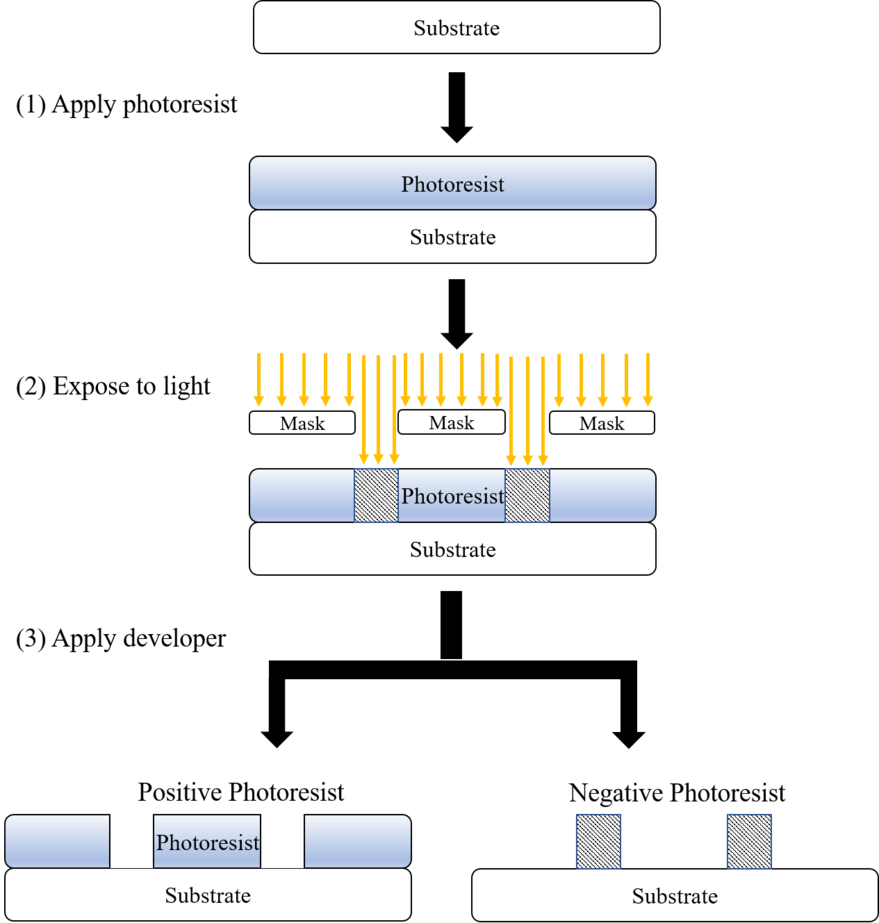 Substrate
(1) Apply photoresist
Photoresist
Substrate
(2) Expose to light
Mask
Mask
Mask
Photoresist
Substrate
(3) Apply developer
Positive Photoresist
Photoresist
Substrate
Negative Photoresist
Substrate